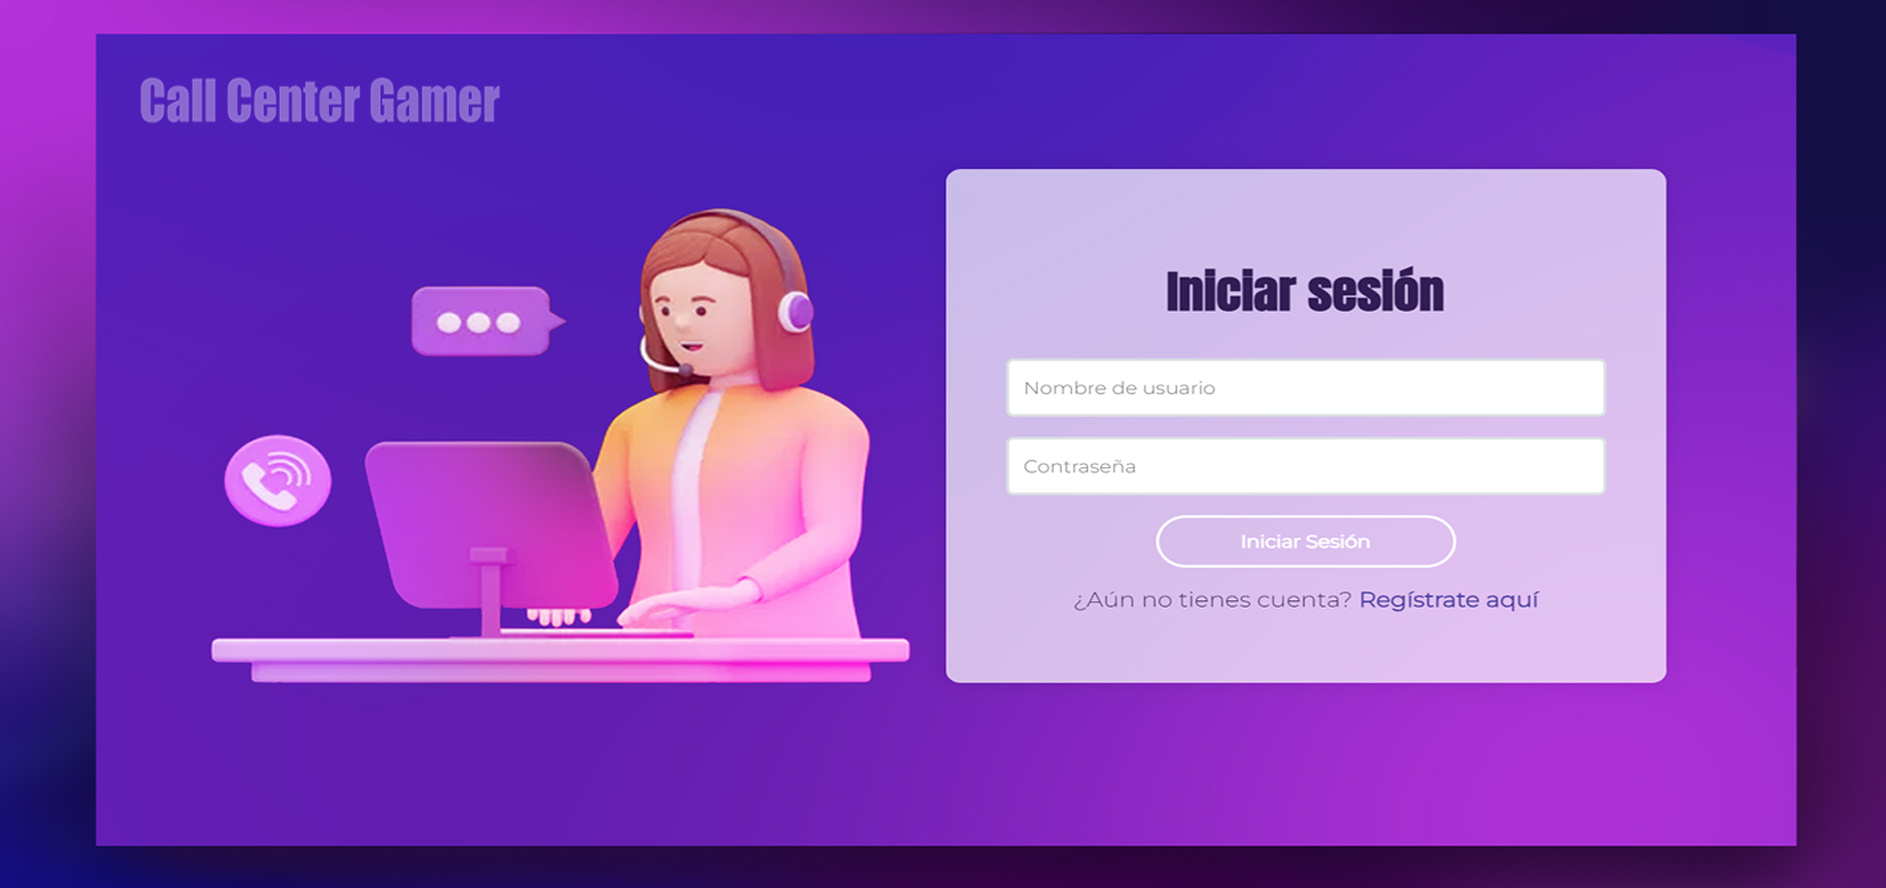 Call Center Gamer
Iniciar sesión
Nombre de usuario
Contraseña
Iniciar Sesión
¿Aún no tienes cuenta? Regístrate aquí